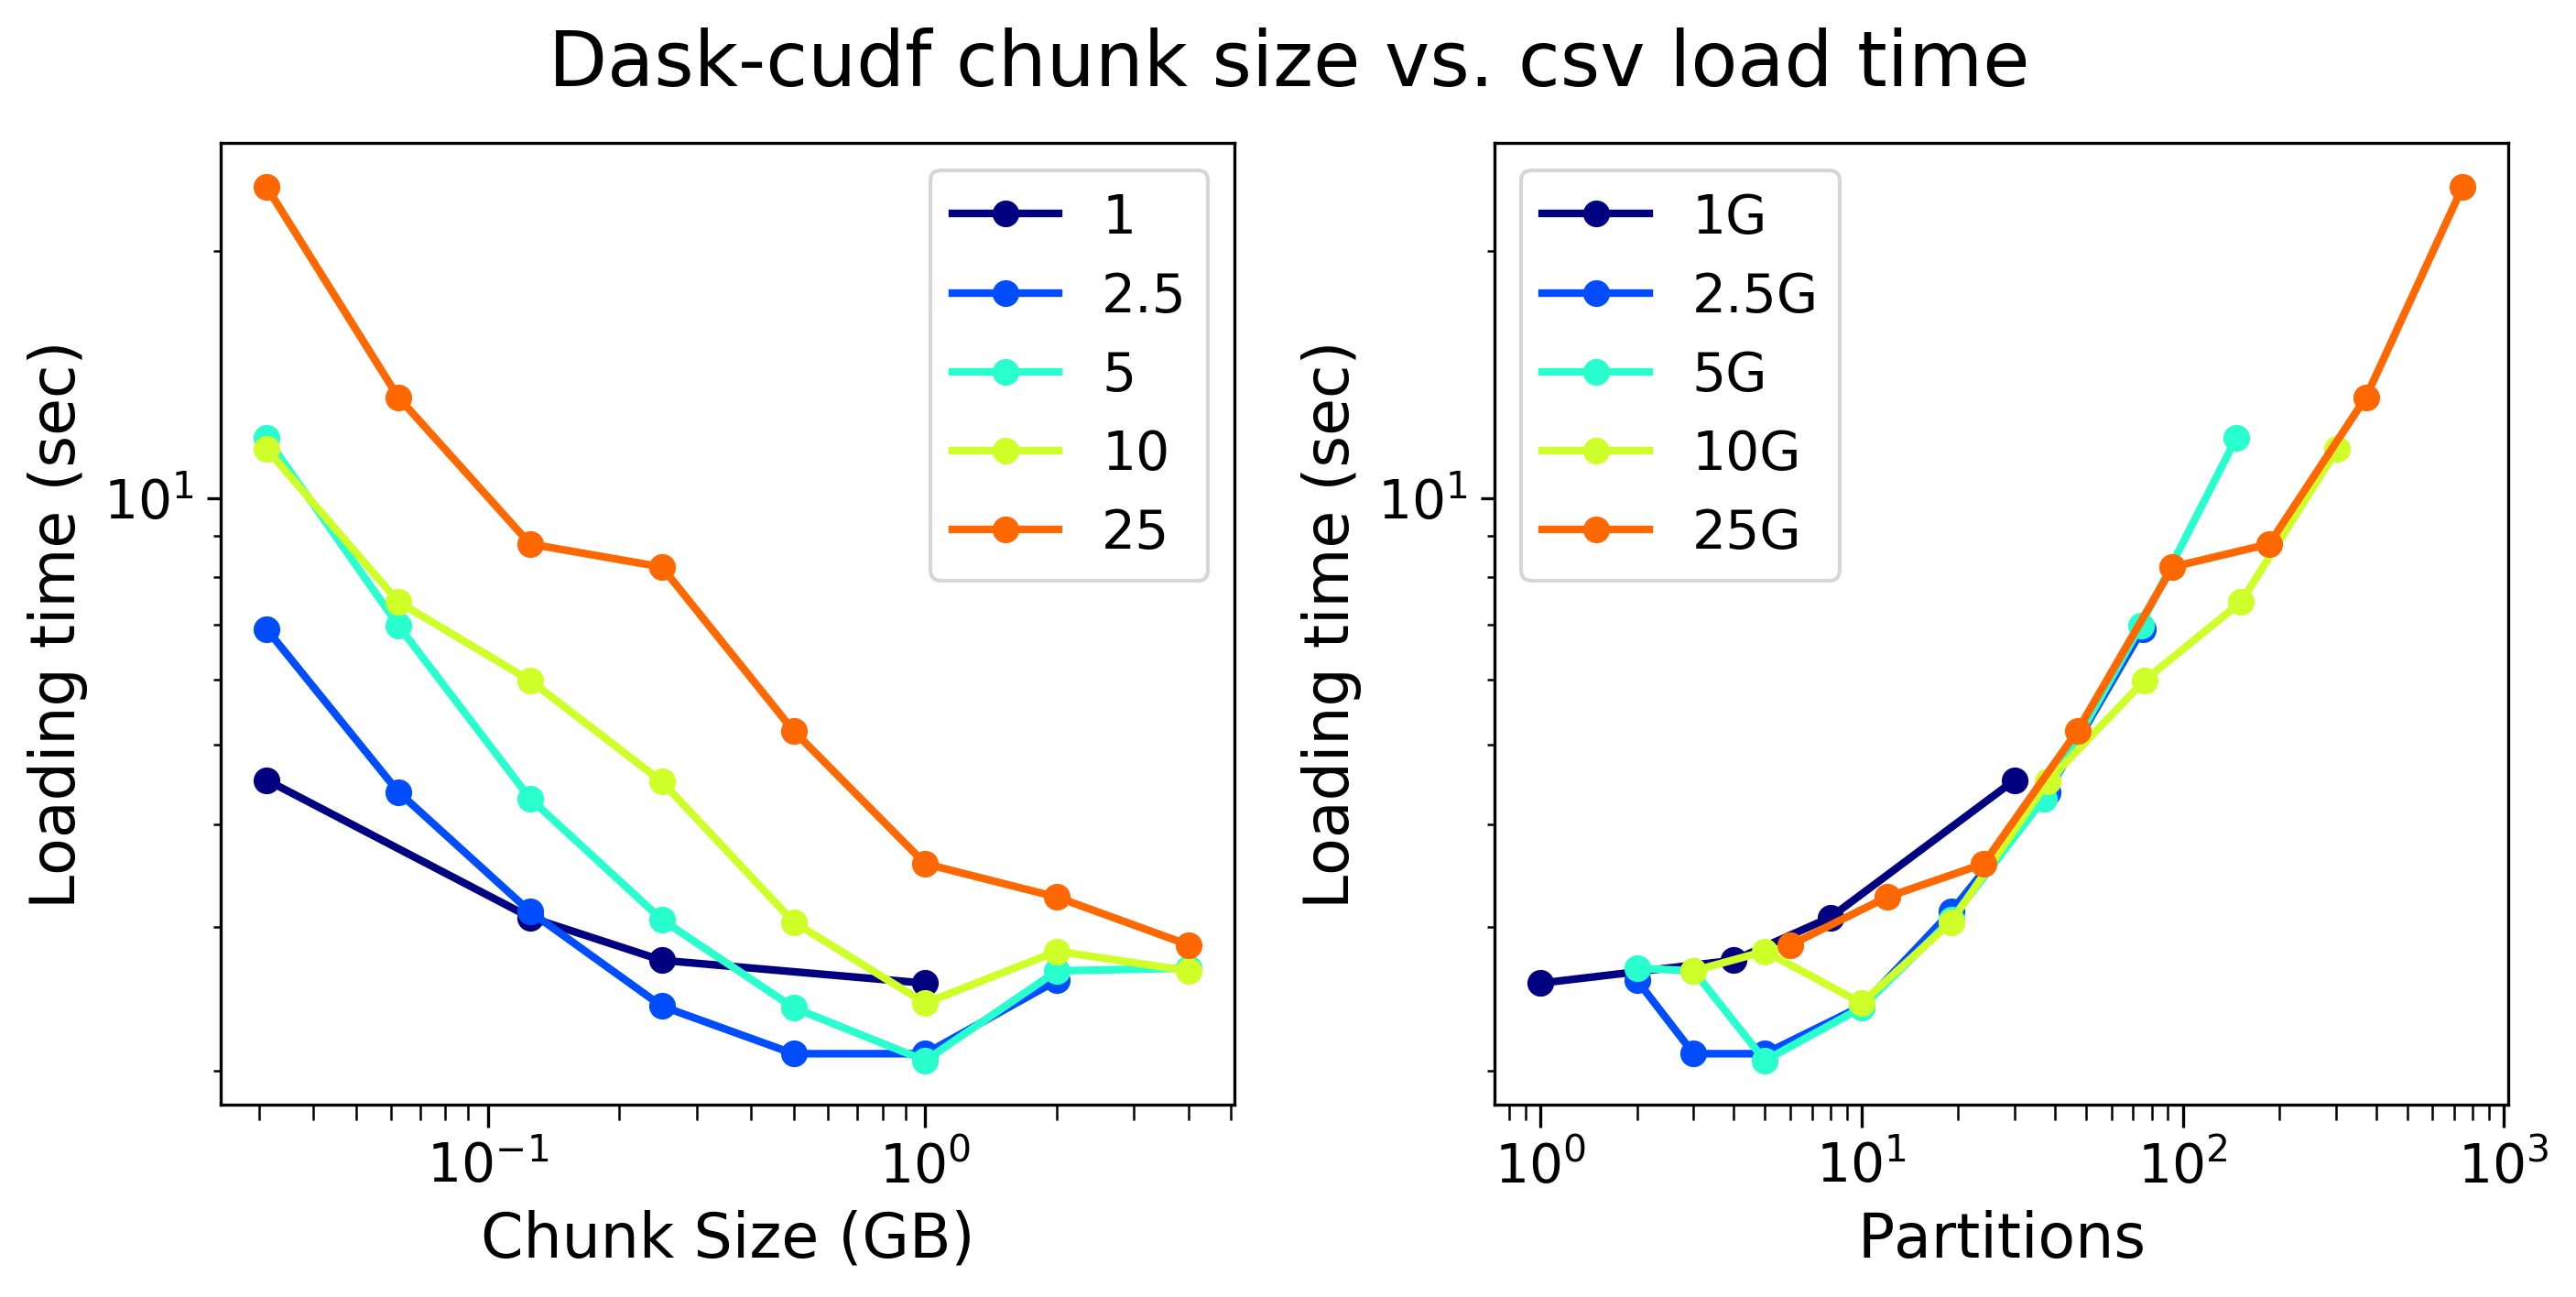 Dask-cudf chunk size vs. csv load time
Loading time (sec)
10¹
1
2.5
5
10
25
10⁻¹
10⁰
Chunk Size (GB)
Loading time (sec)
10¹
1G
2.5G
5G
10G
25G
10⁰
10¹
10²
10³
Partitions